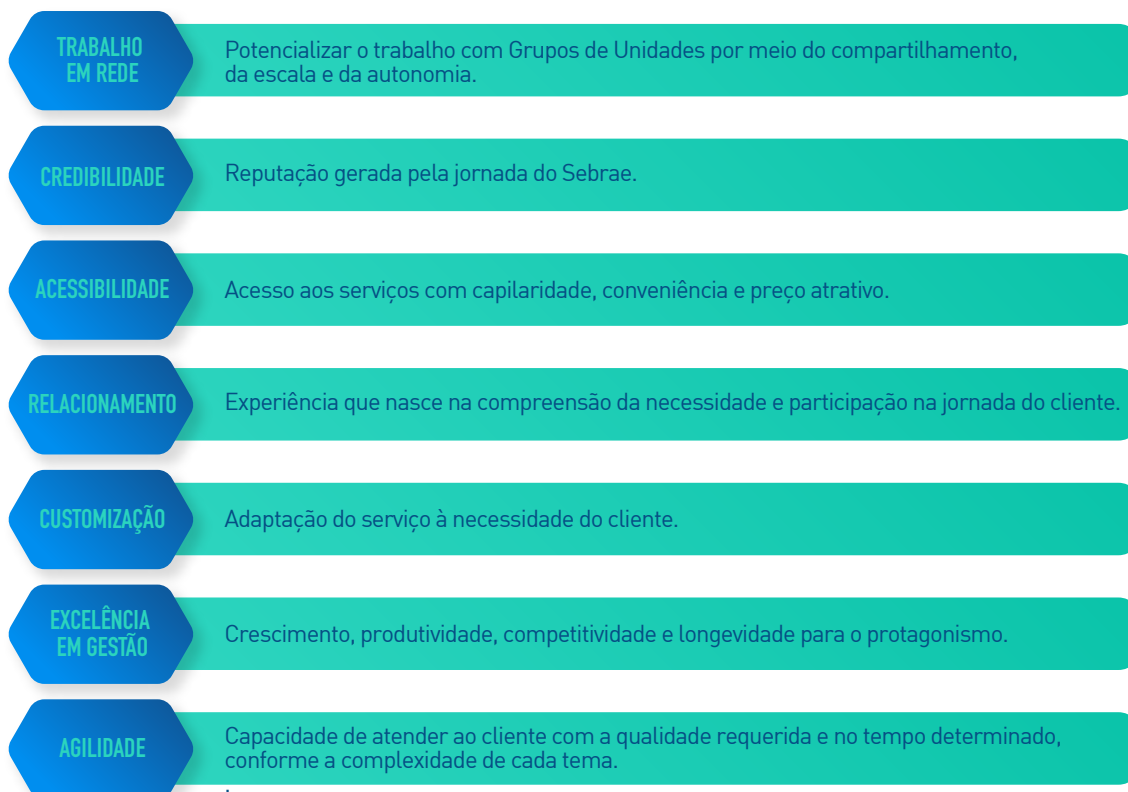 TRABALHO
EM REDE
Potencializar o trabalho com Grupos de Unidades por meio do compartilhamento,
da escala e da autonomia.
CREDIBILIDADE
Reputação gerada pela jornada do Sebrae.
ACESSIBILIDADE
Acesso aos serviços com capilaridade, conveniência e preço atrativo.
RELACIONAMENTO
Experiência que nasce na compreensão da necessidade e participação na jornada do cliente.
CUSTOMIZAÇÃO
Adaptação do serviço à necessidade do cliente.
EXCELÊNCIA
EM GESTÃO
Crescimento, produtividade, competitividade e longevidade para o protagonismo.
AGILIDADE
Capacidade de atender ao cliente com a qualidade requerida e no tempo determinado,
conforme a complexidade de cada tema.